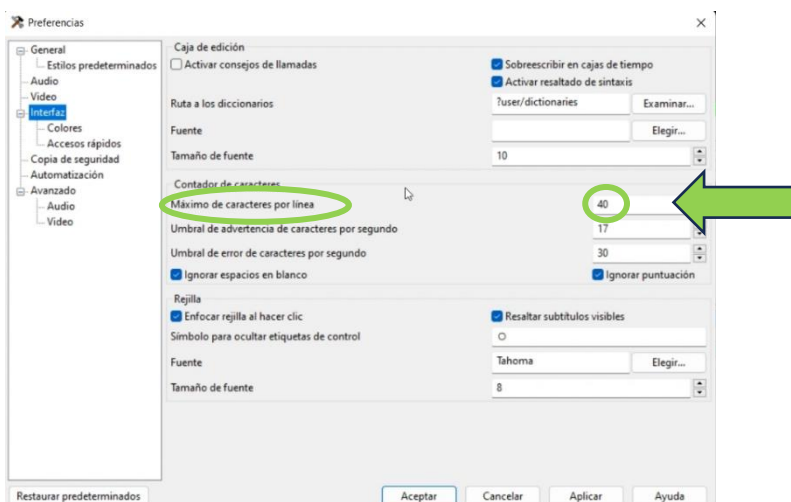 Preferencias
General
Estilos predeterminados
Audio
Video
Interfaz
Colores
Accesos rápidos
Copia de seguridad
Automatización
Avanzado
Audio
Video
Caja de edición
Activar consejos de llamadas
Sobreescribir en cajas de tiempo
Activar resaltado de sintaxis
Ruta a los diccionarios ?user/dictionaries Examinar...
Fuente Elegir...
Tamaño de fuente 10
Contador de caracteres
Máximo de caracteres por línea 40
Umbral de advertencia de caracteres por segundo 17
Umbral de error de caracteres por segundo 30
Ignorar espacios en blanco Ignorar puntuación
Rejilla
Enfocar rejilla al hacer clic Resaltar subtítulos visibles
Símbolo para ocultar etiquetas de control
Fuente Tahoma Elegir...
Tamaño de fuente 8
Restaurar predeterminados Aceptar Cancelar Aplicar Ayuda